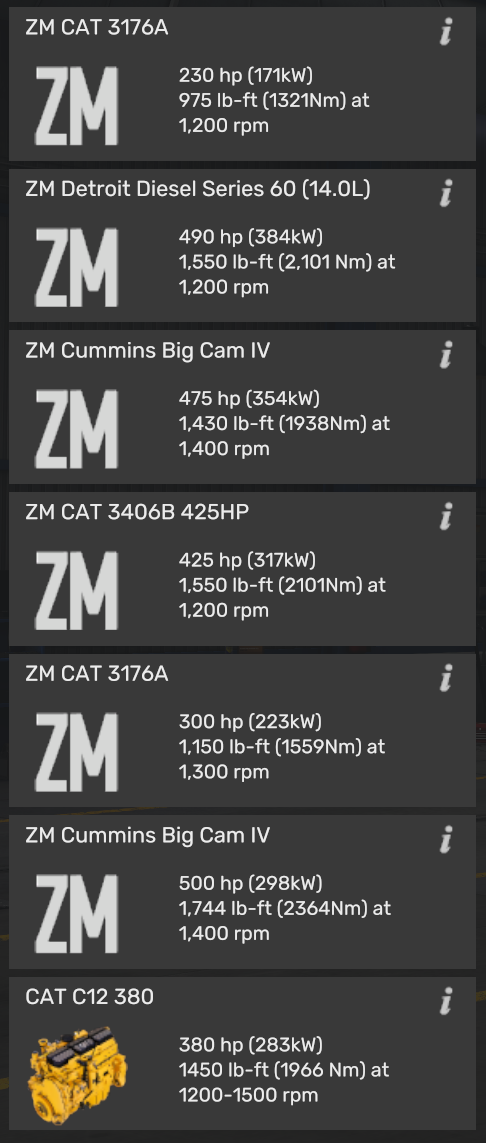 ZM CAT 3176A
i
ZM
230 hp (171kW)
975 lb-ft (1321Nm) at
1,200 rpm
ZM Detroit Diesel Series 60 (14.0L)
i
ZM
490 hp (384kW)
1,550 lb-ft (2,101 Nm) at
1,200 rpm
ZM Cummins Big Cam IV
i
ZM
475 hp (354kW)
1,430 lb-ft (1938Nm) at
1,400 rpm
ZM CAT 3406B 425HP
i
ZM
425 hp (317kW)
1,550 lb-ft (2101Nm) at
1,200 rpm
ZM CAT 3176A
i
ZM
300 hp (223kW)
1,150 lb-ft (1559Nm) at
1,300 rpm
ZM Cummins Big Cam IV
i
ZM
500 hp (298kW)
1,744 lb-ft (2364Nm) at
1,400 rpm
CAT C12 380
i
380 hp (283kW)
1450 lb-ft (1966 Nm) at
1200-1500 rpm